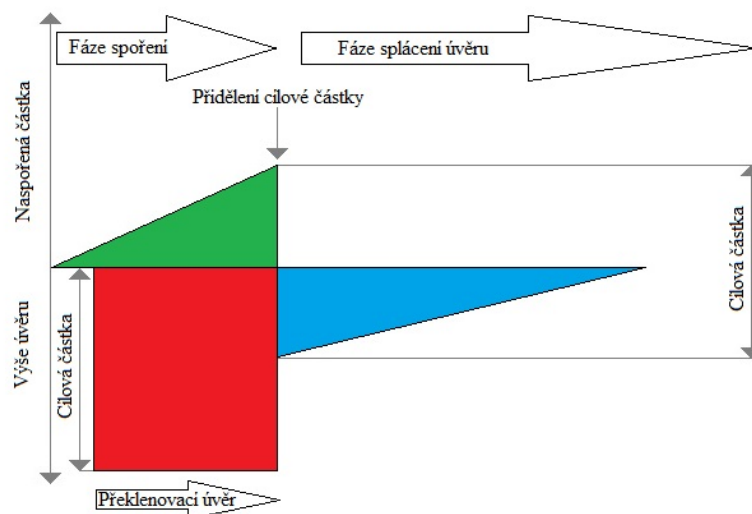 Fáze spoření
Fáze splácení úvěru
Přidělení cílové částky
Naspořená částka
Výše úvěru
Cílová částka
Cílová částka
Překlenovací úvěr